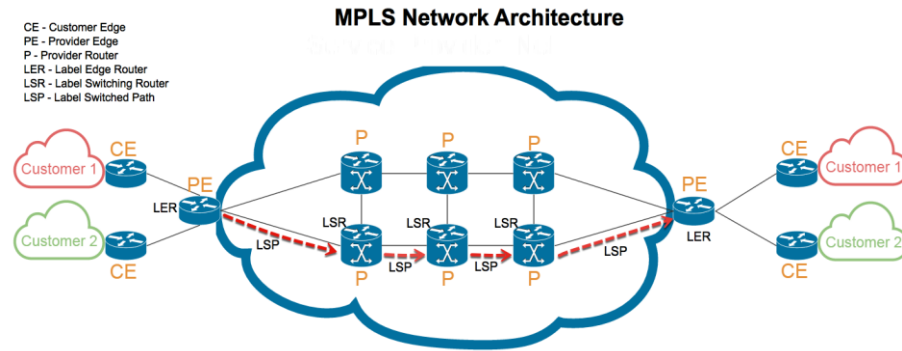 MPLS Network Architecture
CE - Customer Edge
PE - Provider Edge
P - Provider Router
LER - Label Edge Router
LSR - Label Switching Router
LSP - Label Switched Path
P P P
CE CE
Customer 1 Customer 1
PE PE
LER LSR LSR LSR LER
Customer 2 LSP LSP LSP LSP Customer 2
CE P P P CE